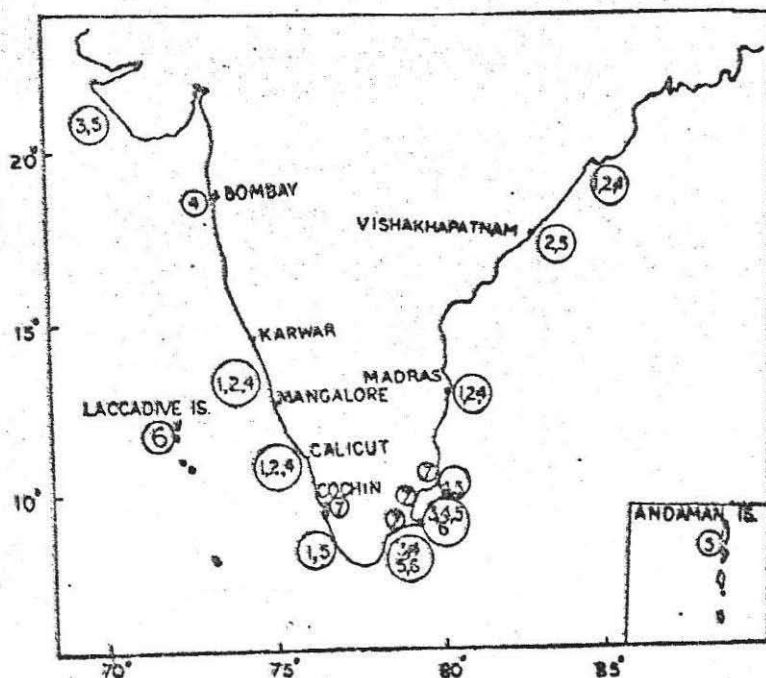 3,5
20°
1,2,4
4
BOMBAY
VISHAKHAPATNAM
2,5
15°
KARWAR
1,2,4
MADRAS
1,2,4
MANGALORE
LACCADIVE IS.
6
CALICUT
1,2,4
COCHIN
7
7
7
10°
3,4,5
6
1,5
5,6
ANDAMAN IS.
5
70°
75°
80°
85°